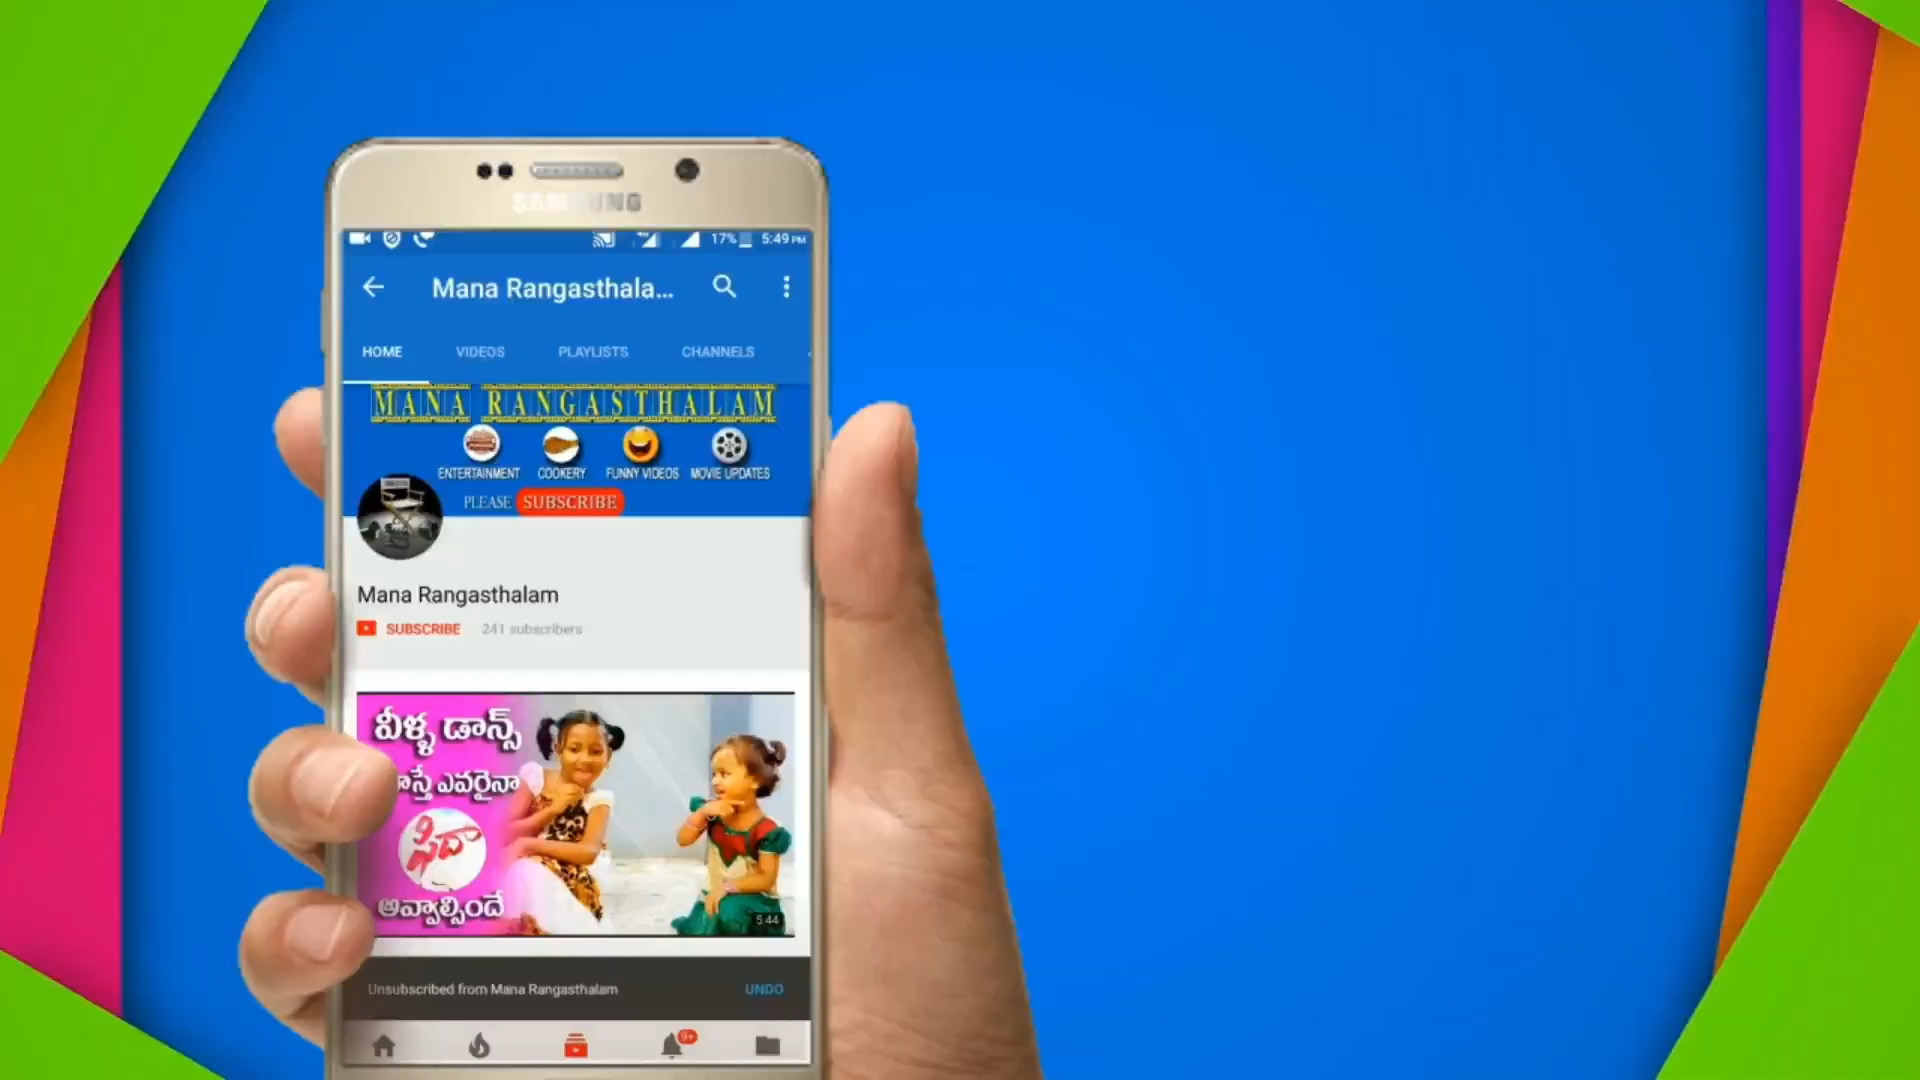 SAMSUNG
17% 5:49 PM
Mana Rangasthala...
HOME VIDEOS PLAYLISTS CHANNELS
MANA RANGASTHALAM
ENTERTAINMENT COOKERY FUNNY VIDEOS MOVIE UPDATES
PLEASE SUBSCRIBE
Mana Rangasthalam
SUBSCRIBE 241 subscribers
వీళ్ళ డాన్స్
ఎవరైనా
ఫిదా
అవ్వాల్సిందే
5:44
Unsubscribed from Mana Rangasthalam UNDO
9+